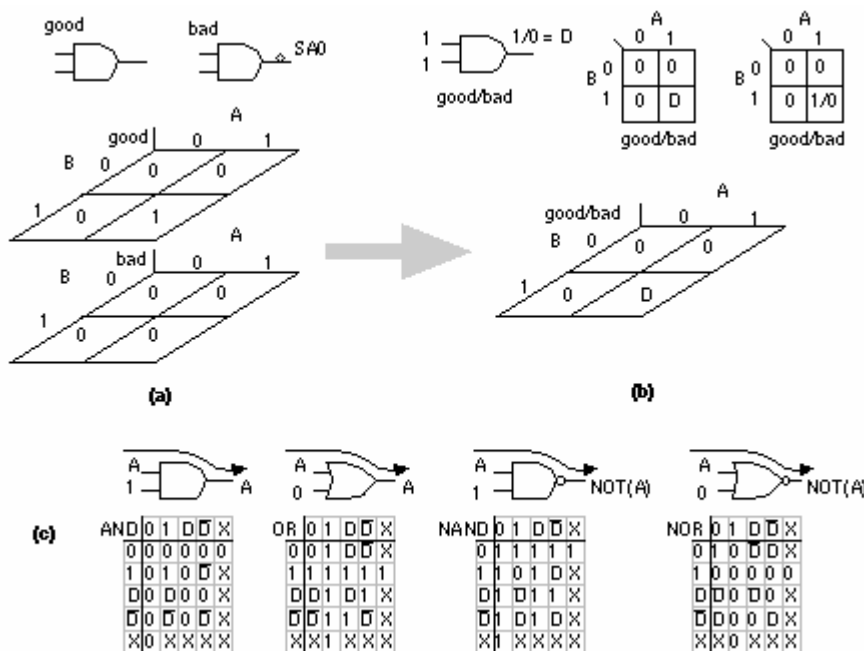 good
bad
SA0
1
1
1/0 = D
good/bad
A
0 1
B 0 0 0
1 0 D
good/bad
A
0 1
B 0 0 0
1 0 1/0
good/bad
good
A
0 1
B 0 0 0
1 0 1
bad
A
0 1
B 0 0 0
1 0 0
good/bad
A
0 1
B 0 0 0
1 0 D
(a)
(b)
(c)
A
1
A
A
0
A
A
1
NOT(A)
A
0
NOT(A)
AND 0 1 D D̅ X
0 0 0 0 0 0
1 0 1 0 D̅ X
D 0 D 0 0 X
D̅ 0 D̅ 0 D̅ X
X 0 X X X X
OR 0 1 D D̅ X
0 0 1 D D̅ X
1 1 1 1 1 1
D D 1 D 1 X
D̅ D̅ 1 1 D̅ X
X X 1 X X X
NAND 0 1 D D̅ X
0 1 1 1 1 1
1 1 0 1 D X
D 1 D̅ 1 1 X
D̅ 1 D 1 D X
X 1 X X X X
NOR 0 1 D D̅ X
0 1 0 D̅ D X
1 0 0 0 0 0
D D̅ 0 D̅ 0 X
D̅ D 0 0 D X
X X 0 X X X